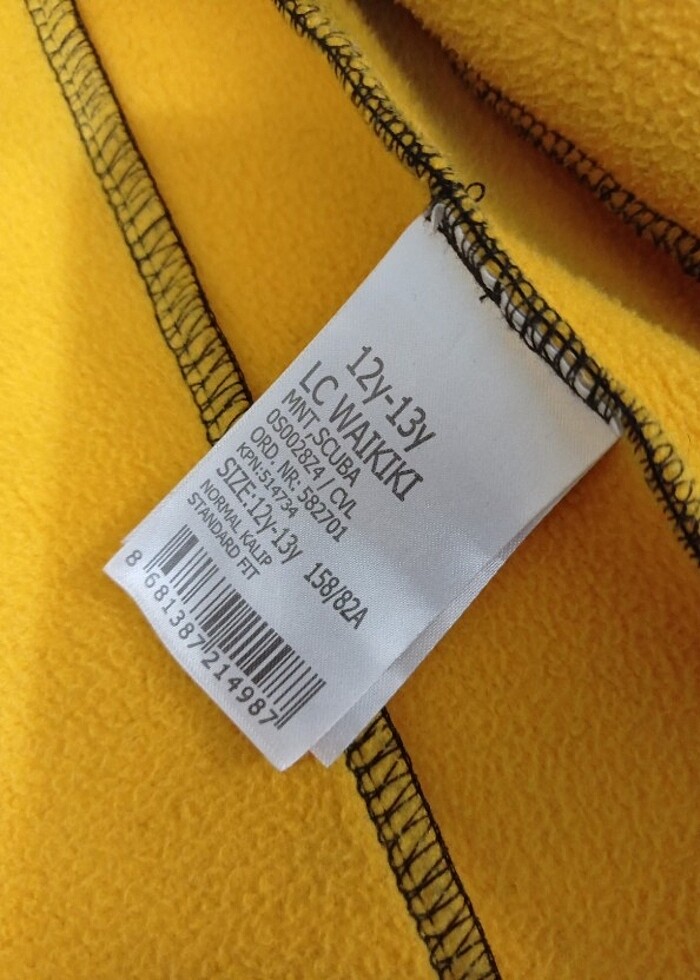 12y-13y
LC WAIKIKI
MNT,SCUBA
0S0028Z4 / CVL
ORD. NR: 582701
KPN:514734
SIZE:12y-13y 158/82A
NORMAL KALIP
STANDARD FIT
8 681387 214987